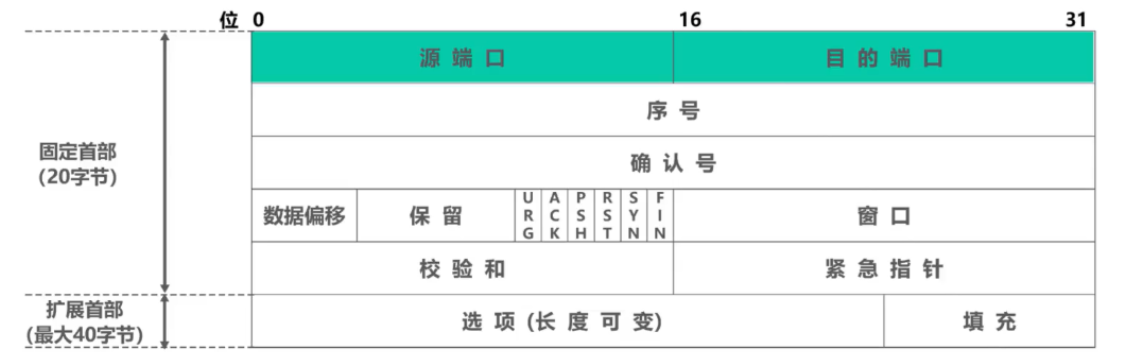 位 0 16 31
源端口 目的端口
序号
确认号
固定首部
(20字节)
数据偏移 保留 URG ACK PSH RST SYN FIN 窗口
校验和 紧急指针
扩展首部
(最大40字节)
选项(长度可变) 填充